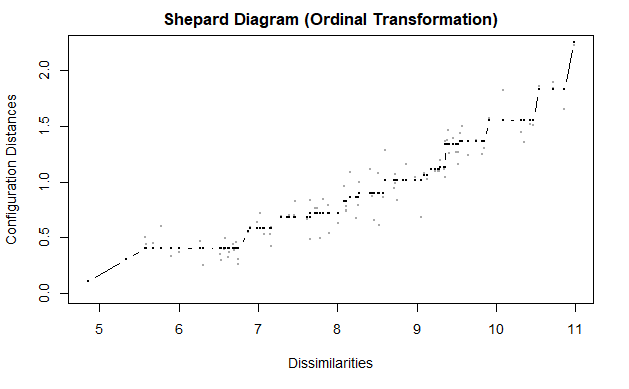 Shepard Diagram (Ordinal Transformation)
Configuration Distances
2.0
1.5
1.0
0.5
0.0
5 6 7 8 9 10 11
Dissimilarities